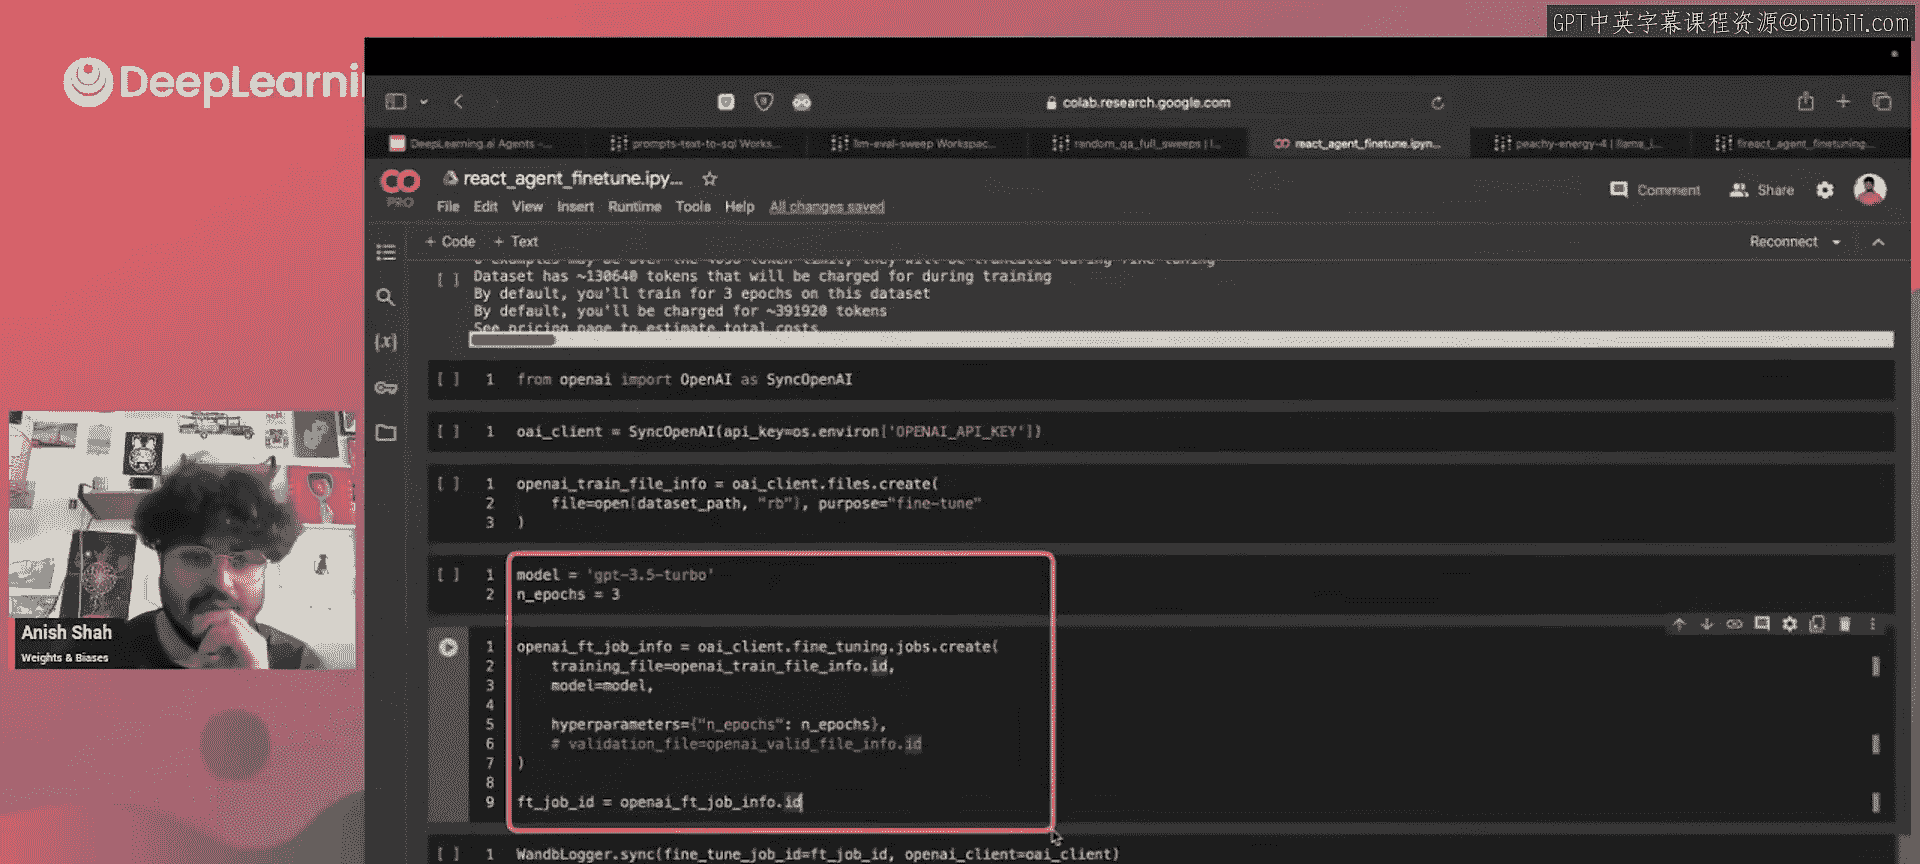 GPT中英字幕课程资源@bilibili.com
DeepLearni
colab.research.google.com
DeepLearning.ai Agents -...
prompts-text-to-sql Works...
llm-eval-sweep Workspac...
random_qa_full_sweeps | l...
react_agent_finetune.ipyn...
peachy-energy-4 | llama_i...
fireact_agent_finetuning...
PRO
react_agent_finetune.ipy...
Comment
Share
File Edit View Insert Runtime Tools Help All changes saved
+ Code + Text
Reconnect
[ ] Dataset has ~130640 tokens that will be charged for during training
By default, you'll train for 3 epochs on this dataset
By default, you'll be charged for ~391920 tokens
See pricing page to estimate total costs
[ ] 1 from openai import OpenAI as SyncOpenAI
[ ] 1 oai_client = SyncOpenAI(api_key=os.environ['OPENAI_API_KEY'])
[ ] 1 openai_train_file_info = oai_client.files.create(
2 file=open(dataset_path, "rb"), purpose="fine-tune"
3 )
[ ] 1 model = 'gpt-3.5-turbo'
2 n_epochs = 3
1 openai_ft_job_info = oai_client.fine_tuning.jobs.create(
2 training_file=openai_train_file_info.id,
3 model=model,
4
5 hyperparameters={"n_epochs": n_epochs},
6 # validation_file=openai_valid_file_info.id
7 )
8
9 ft_job_id = openai_ft_job_info.id
[ ] 1 WandbLogger.sync(fine_tune_job_id=ft_job_id, openai_client=oai_client)
Anish Shah
Weights & Biases